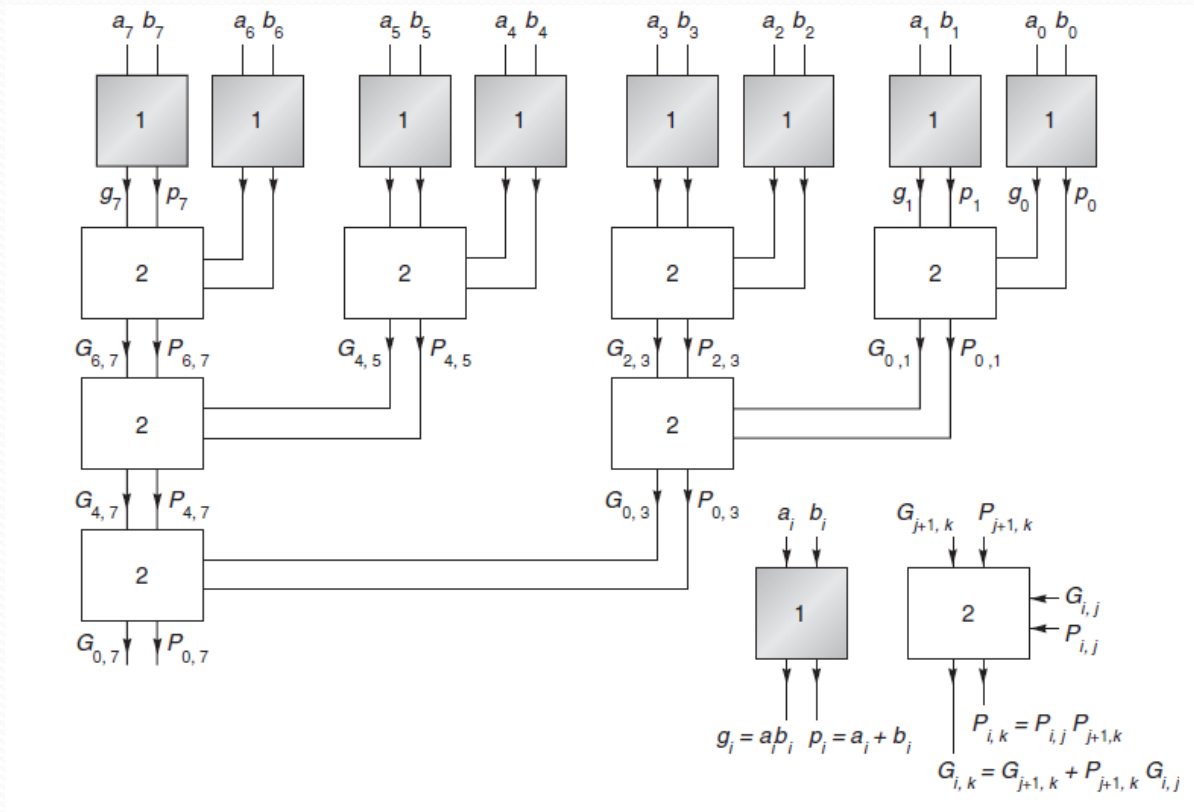 a7 b7 a6 b6 a5 b5 a4 b4 a3 b3 a2 b2 a1 b1 a0 b0
1 1 1 1 1 1 1 1
g7 p7 g1 p1 g0 p0
2 2 2 2
G6, 7 P6, 7 G4, 5 P4, 5 G2, 3 P2, 3 G0 ,1 P0 ,1
2 2
G4, 7 P4, 7 G0, 3 P0, 3
ai bi Gj+1, k Pj+1, k
2
1 2 Gi, j
Pi, j
G0, 7 P0, 7
Pi, k = Pi, j Pj+1,k
gi = aibi pi = ai + bi
Gi, k = Gj+1, k + Pj+1, k Gi, j